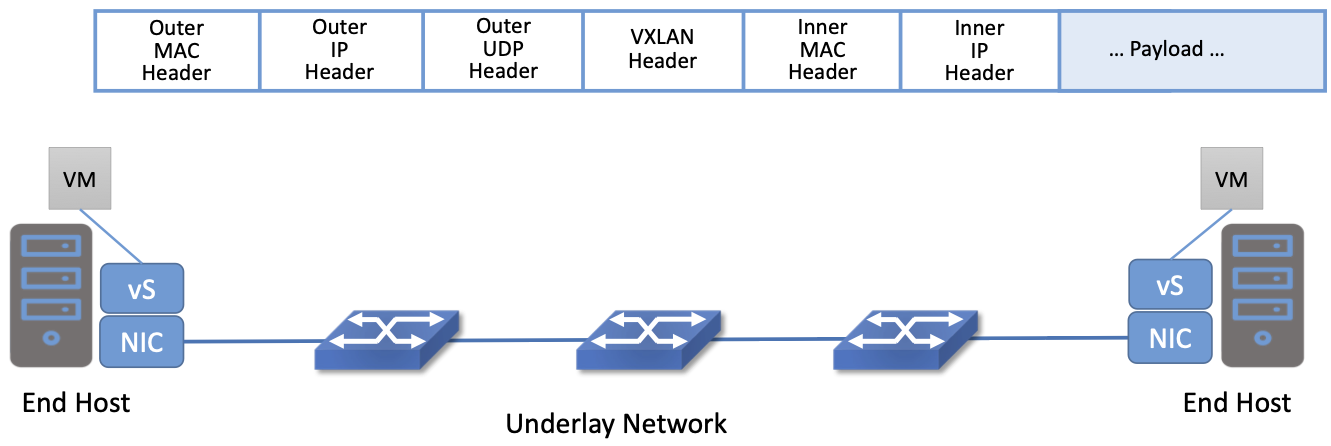 Outer
MAC
Header
Outer
IP
Header
Outer
UDP
Header
VXLAN
Header
Inner
MAC
Header
Inner
IP
Header
... Payload ...
VM
VM
vS
NIC
vS
NIC
End Host
Underlay Network
End Host